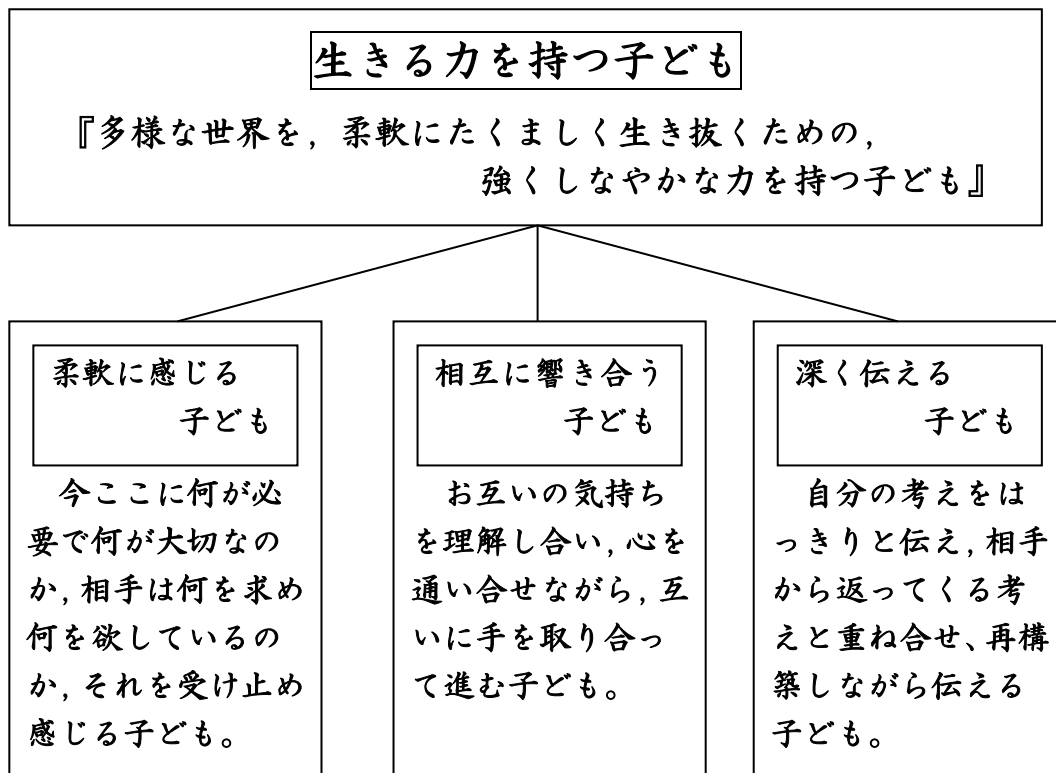 生きる力を持つ子ども
『多様な世界を，柔軟にたくましく生き抜くための，
強くしなやかな力を持つ子ども』
柔軟に感じる
子ども
今ここに何が必
要で何が大切なの
か，相手は何を求め
何を欲しているの
か，それを受け止め
感じる子ども。
相互に響き合う
子ども
お互いの気持ち
を理解し合い，心を
通い合せながら，互
いに手を取り合っ
て進む子ども。
深く伝える
子ども
自分の考えをは
っきりと伝え，相手
から返ってくる考
えと重ね合せ、再構
築しながら伝える
子ども。